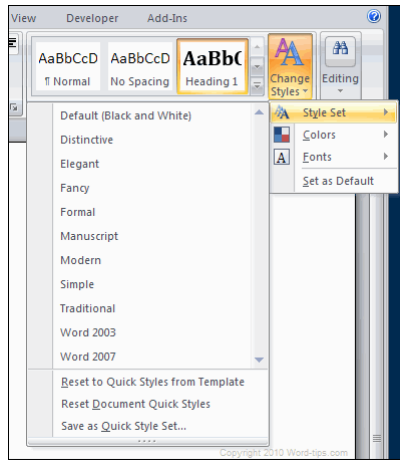 View Developer Add-Ins
AaBbCcD AaBbCcD AaBb(
¶ Normal No Spacing Heading 1
Change
Styles
Editing
Style Set
Colors
Fonts
Set as Default
Default (Black and White)
Distinctive
Elegant
Fancy
Formal
Manuscript
Modern
Simple
Traditional
Word 2003
Word 2007
Reset to Quick Styles from Template
Reset Document Quick Styles
Save as Quick Style Set...
Copyright 2010 Word-tips.com